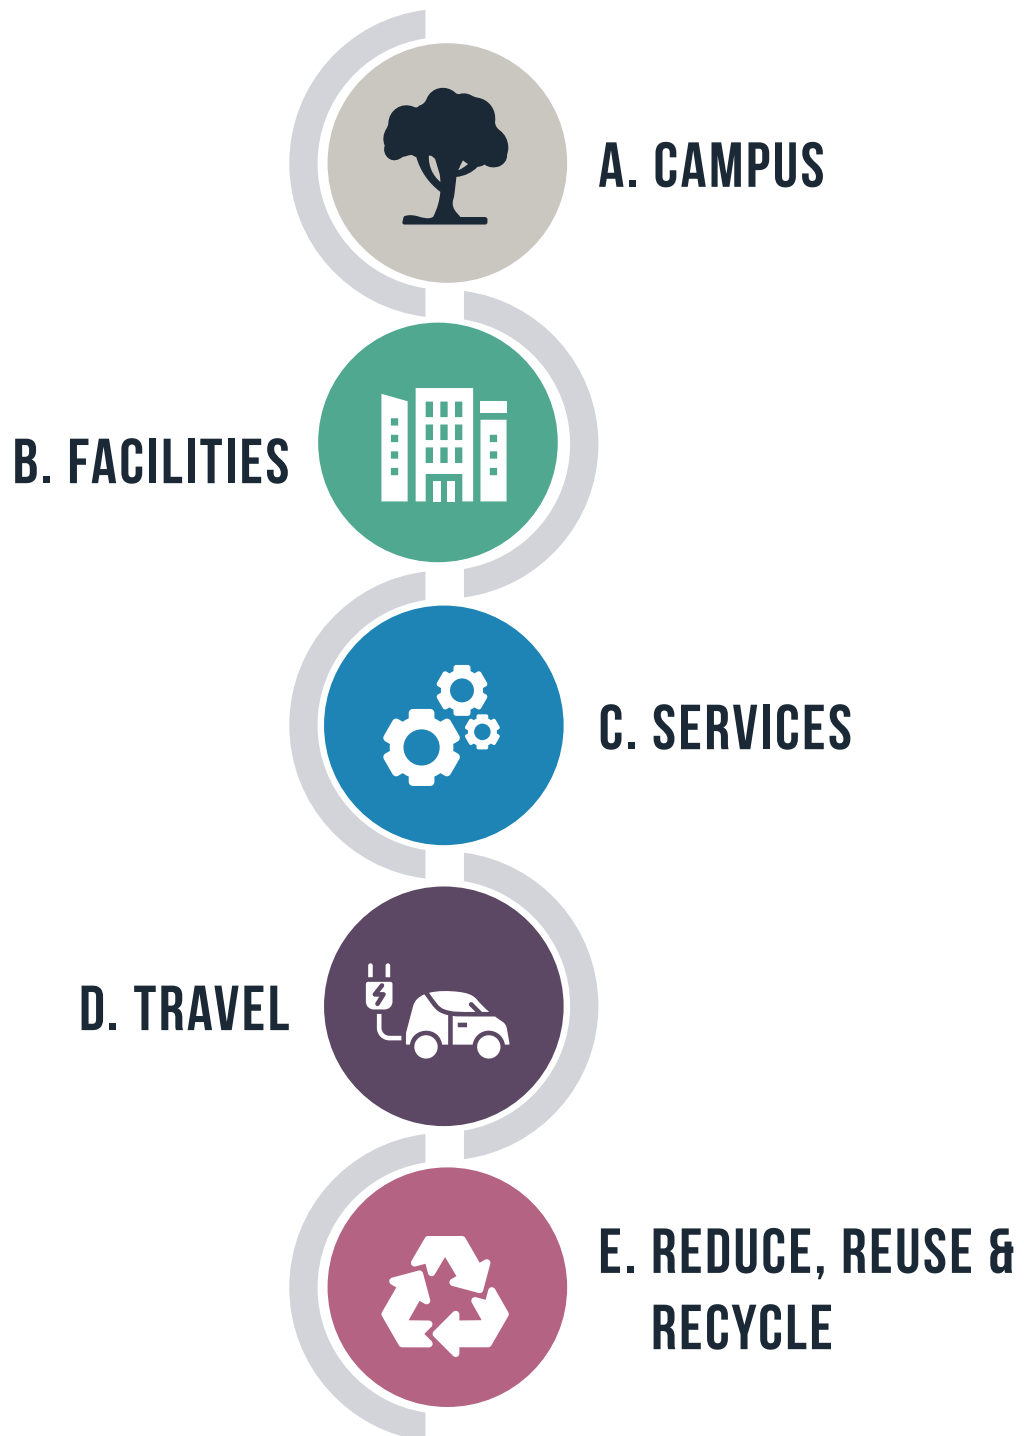 A. CAMPUS
B. FACILITIES
C. SERVICES
D. TRAVEL
E. REDUCE, REUSE &
RECYCLE